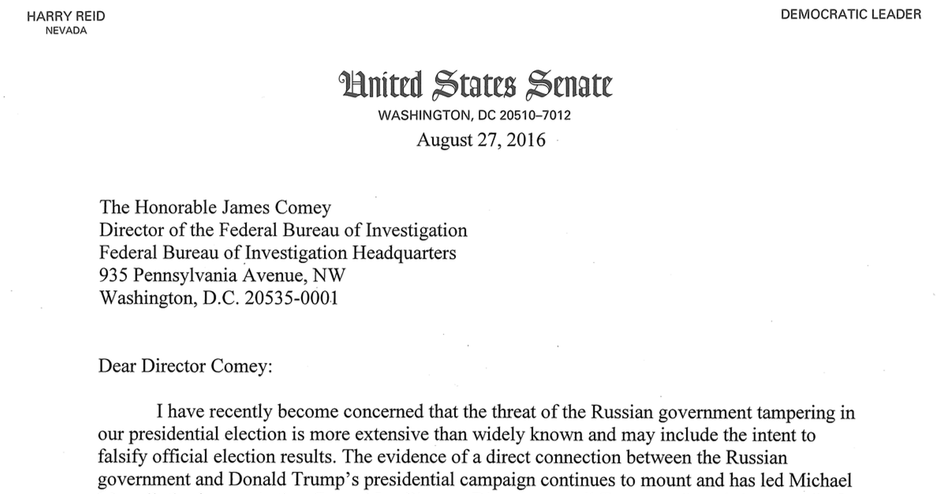 HARRY REID
NEVADA
DEMOCRATIC LEADER
United States Senate
WASHINGTON, DC 20510–7012
August 27, 2016
The Honorable James Comey
Director of the Federal Bureau of Investigation
Federal Bureau of Investigation Headquarters
935 Pennsylvania Avenue, NW
Washington, D.C. 20535-0001
Dear Director Comey:
I have recently become concerned that the threat of the Russian government tampering in
our presidential election is more extensive than widely known and may include the intent to
falsify official election results. The evidence of a direct connection between the Russian
government and Donald Trump's presidential campaign continues to mount and has led Michael